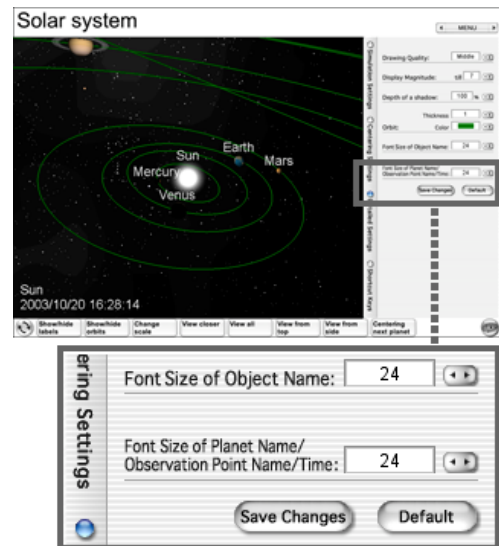 Solar system
MENU
Drawing Quality: Middle
Display Magnitude: till 7
Depth of a shadow: 100 %
Thickness 1
Orbit: Color
Font Size of Object Name: 24
Font Size of Planet Name/
Observation Point Name/Time: 24
Save Changes Default
Simulation Settings
Centering Settings
Detailed Settings
Shortcut Keys
Earth
Sun
Mars
Mercury
Venus
Sun
2003/10/20 16:28:14
Show/hide labels
Show/hide orbits
Change scale
View closer
View all
View from top
View from side
Centering next planet
ering Settings
Font Size of Object Name: 24
Font Size of Planet Name/
Observation Point Name/Time: 24
Save Changes Default